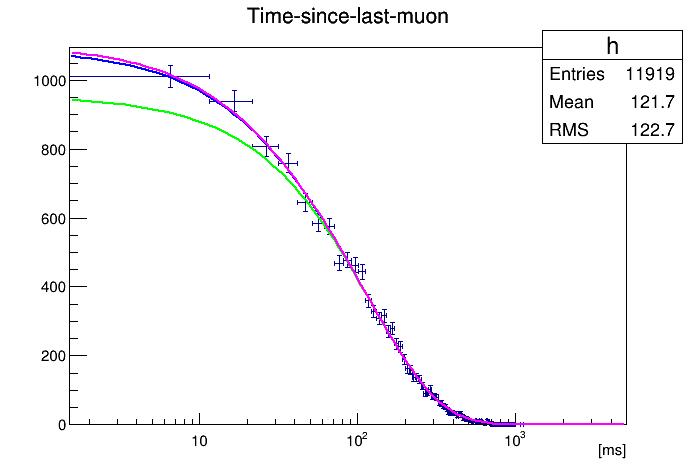 Time-since-last-muon
h
Entries 11919
Mean 121.7
RMS 122.7
1000
800
600
400
200
0
10 10² 10³
[ms]